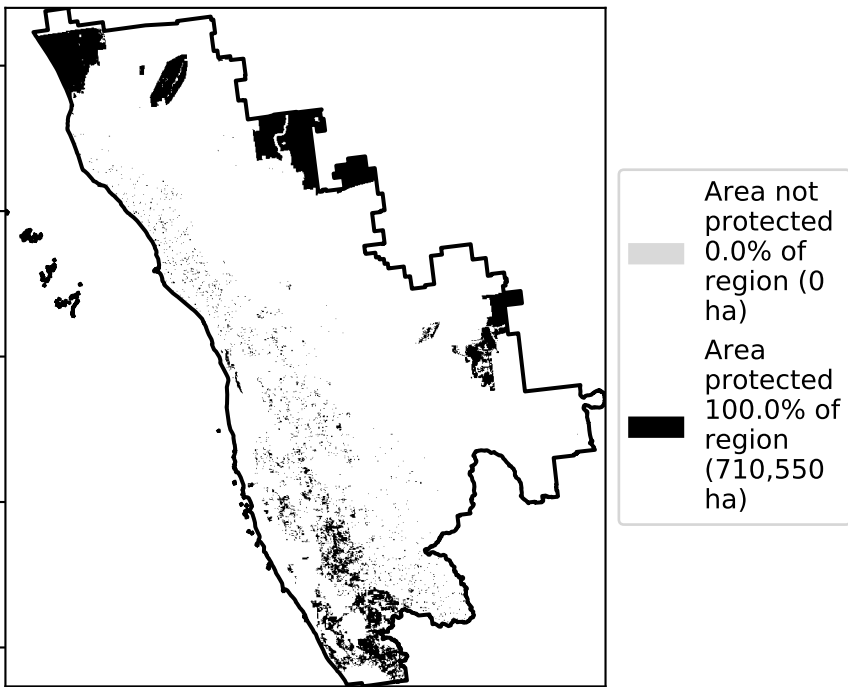 Area not
protected
0.0% of
region (0
ha)
Area
protected
100.0% of
region
(710,550
ha)